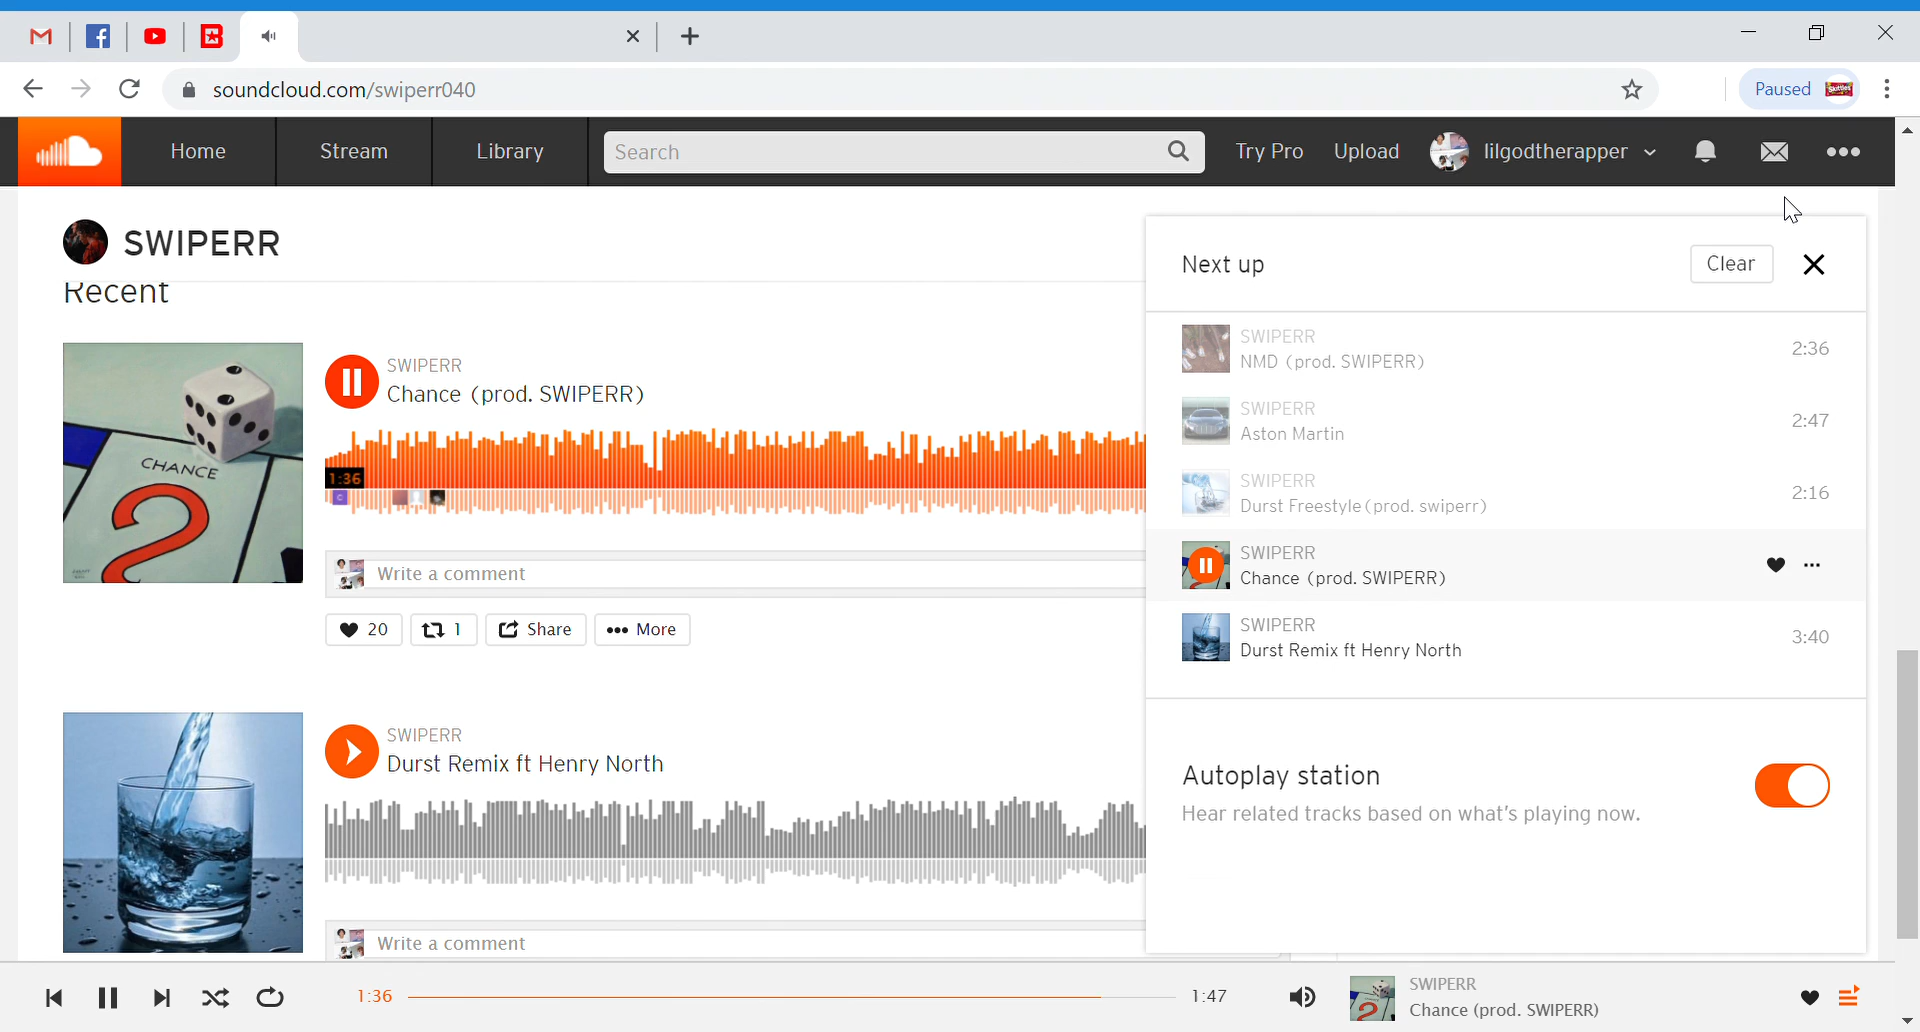 soundcloud.com/swiperr040
Paused
Home
Stream
Library
Search
Try Pro
Upload
lilgodtherapper
SWIPERR
Recent
CHANCE
2
SWIPERR
Chance (prod. SWIPERR)
1:36
C
Write a comment
20
1
Share
More
SWIPERR
Durst Remix ft Henry North
Write a comment
Next up
Clear
SWIPERR
NMD (prod. SWIPERR)
2:36
SWIPERR
Aston Martin
2:47
SWIPERR
Durst Freestyle(prod. swiperr)
2:16
SWIPERR
Chance (prod. SWIPERR)
SWIPERR
Durst Remix ft Henry North
3:40
Autoplay station
Hear related tracks based on what's playing now.
1:36
1:47
SWIPERR
Chance (prod. SWIPERR)